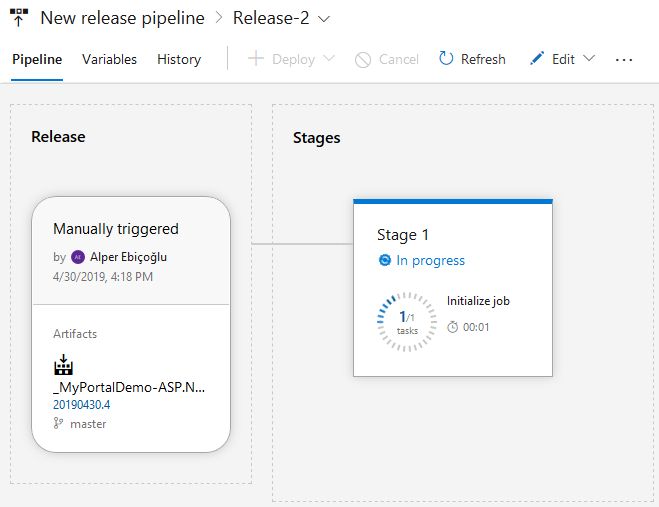 New release pipeline > Release-2
Pipeline Variables History Deploy Cancel Refresh Edit ...
Release
Stages
Manually triggered
by AE Alper Ebiçoğlu
4/30/2019, 4:18 PM
Artifacts
_MyPortalDemo-ASP.N...
20190430.4
master
Stage 1
In progress
1/1
tasks
Initialize job
00:01